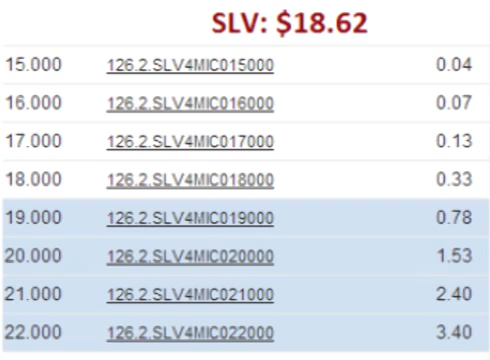 SLV: $18.62
15.000 126.2.SLV4MIC015000 0.04
16.000 126.2.SLV4MIC016000 0.07
17.000 126.2.SLV4MIC017000 0.13
18.000 126.2.SLV4MIC018000 0.33
19.000 126.2.SLV4MIC019000 0.78
20.000 126.2.SLV4MIC020000 1.53
21.000 126.2.SLV4MIC021000 2.40
22.000 126.2.SLV4MIC022000 3.40